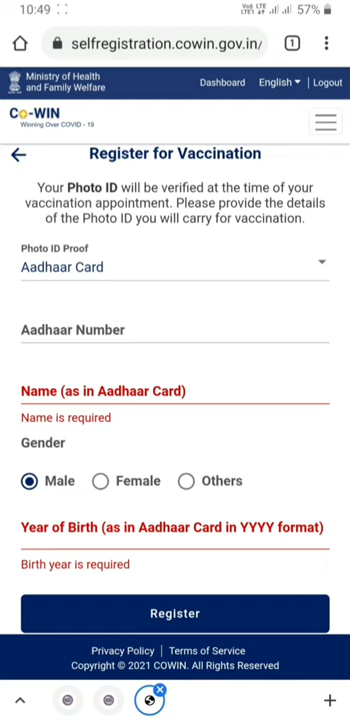 10:49
57%
selfregistration.cowin.gov.in/
1
Ministry of Health
and Family Welfare
Dashboard English Logout
CO-WIN
Winning Over COVID - 19
Register for Vaccination
Your Photo ID will be verified at the time of your
vaccination appointment. Please provide the details
of the Photo ID you will carry for vaccination.
Photo ID Proof
Aadhaar Card
Aadhaar Number
Name (as in Aadhaar Card)
Name is required
Gender
Male Female Others
Year of Birth (as in Aadhaar Card in YYYY format)
Birth year is required
Register
Privacy Policy | Terms of Service
Copyright © 2021 COWIN. All Rights Reserved